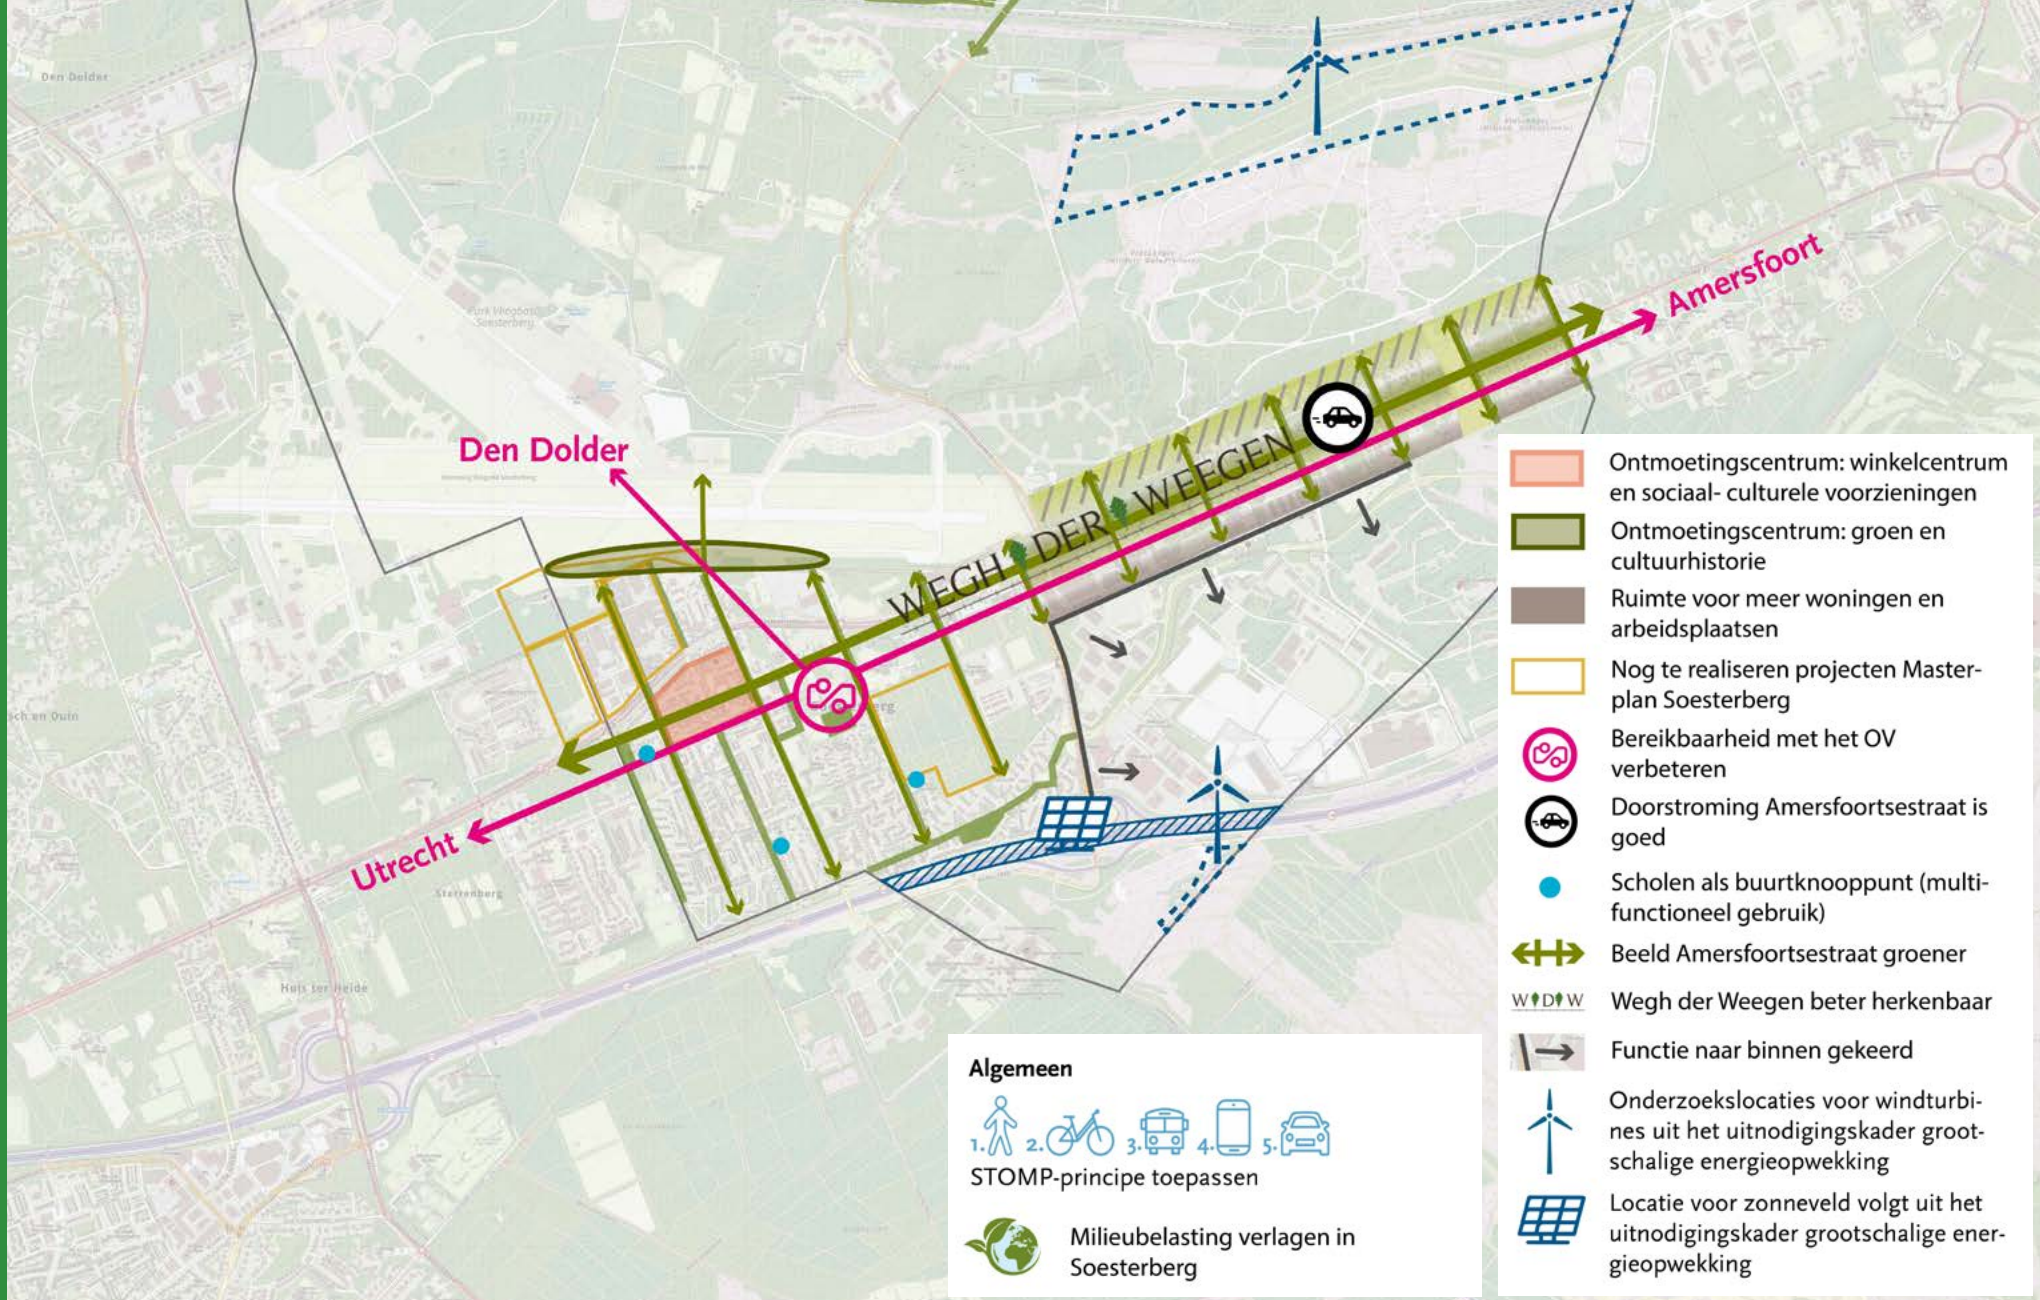 Den Dolder
Amersfoort
Park Vliegbasis
Soesterberg
Den Dolder
WEGH DER WEEGEN
Utrecht
Sterrenberg
Huis ter Heide
Ontmoetingscentrum: winkelcentrum
en sociaal- culturele voorzieningen
Ontmoetingscentrum: groen en
cultuurhistorie
Ruimte voor meer woningen en
arbeidsplaatsen
Nog te realiseren projecten Master-
plan Soesterberg
Bereikbaarheid met het OV
verbeteren
Doorstroming Amersfoortsestraat is
goed
Scholen als buurtknooppunt (multi-
functioneel gebruik)
Beeld Amersfoortsestraat groener
W D W Wegh der Weegen beter herkenbaar
Functie naar binnen gekeerd
Onderzoekslocaties voor windturbi-
nes uit het uitnodigingskader groot-
schalige energieopwekking
Locatie voor zonneveld volgt uit het
uitnodigingskader grootschalige ener-
gieopwekking
Algemeen
1. 2. 3. 4. 5.
STOMP-principe toepassen
Milieubelasting verlagen in
Soesterberg